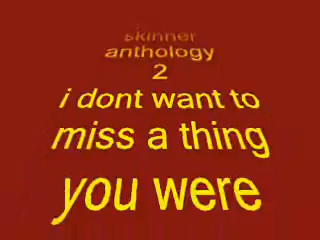 skinner
anthology
2
i dont want to
miss a thing
you were